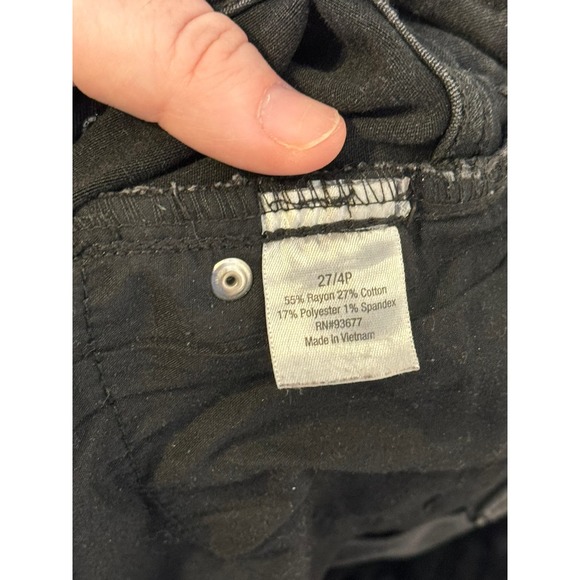 27/4P
55% Rayon 27% Cotton
17% Polyester 1% Spandex
RN#93677
Made In Vietnam